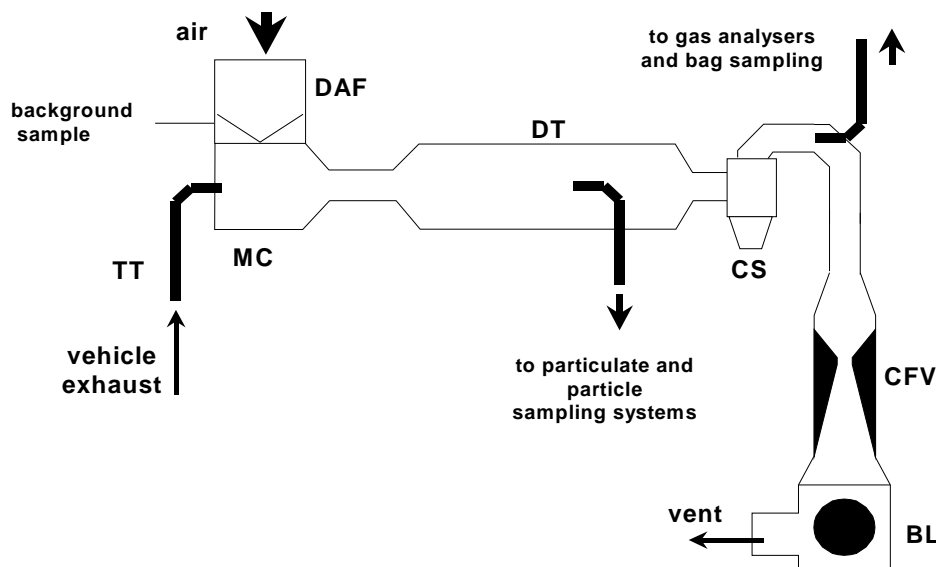 air
to gas analysers
and bag sampling
DAF
background
sample
DT
TT
MC
CS
vehicle
exhaust
to particulate and
particle
sampling systems
CFV
vent
BL